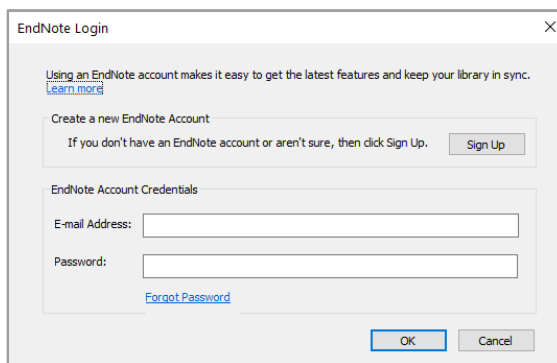 EndNote Login
Using an EndNote account makes it easy to get the latest features and keep your library in sync.
Learn more
Create a new EndNote Account
If you don't have an EndNote account or aren't sure, then click Sign Up.
Sign Up
EndNote Account Credentials
E-mail Address:
Password:
Forgot Password
OK
Cancel